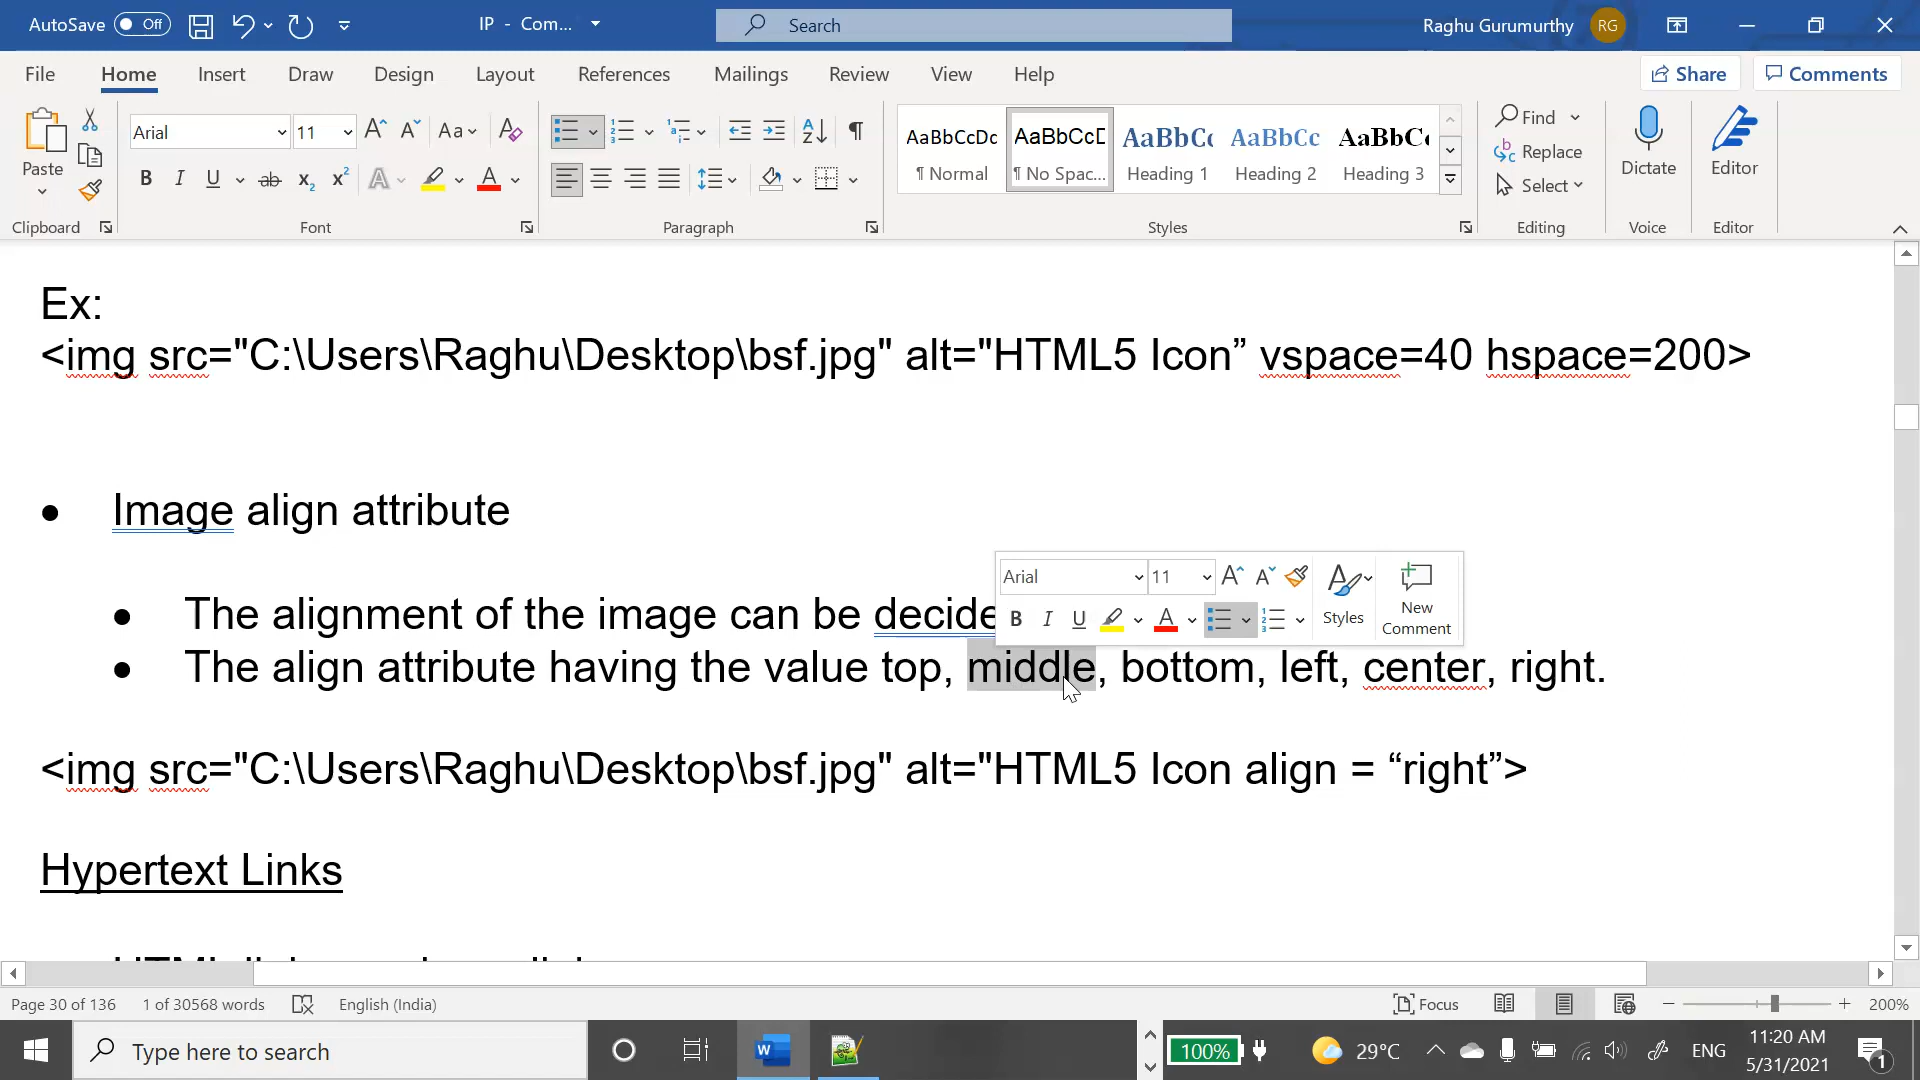 AutoSave Off IP - Com... Search Raghu Gurumurthy RG
File Home Insert Draw Design Layout References Mailings Review View Help Share Comments
Paste Arial 11 Aa AaBbCcDc AaBbCcD AaBbCc AaBbCc AaBbCc Find
¶ Normal ¶ No Spac... Heading 1 Heading 2 Heading 3 Replace
Select Dictate Editor
Clipboard Font Paragraph Styles Editing Voice Editor
Ex:
<img src="C:\Users\Raghu\Desktop\bsf.jpg" alt="HTML5 Icon” vspace=40 hspace=200>
• Image align attribute
• The alignment of the image can be decide
Arial 11 Styles New Comment
• The align attribute having the value top, middle, bottom, left, center, right.
<img src="C:\Users\Raghu\Desktop\bsf.jpg" alt="HTML5 Icon align = “right”>
Hypertext Links
Page 30 of 136 1 of 30568 words English (India) Focus 200%
Type here to search 100% 29°C ENG 11:20 AM
5/31/2021 1